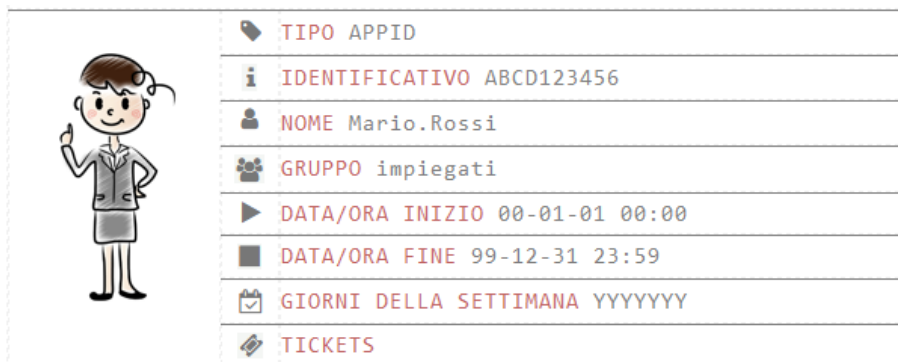 TIPO APPID
IDENTIFICATIVO ABCD123456
NOME Mario.Rossi
GRUPPO impiegati
DATA/ORA INIZIO 00-01-01 00:00
DATA/ORA FINE 99-12-31 23:59
GIORNI DELLA SETTIMANA YYYYYYY
TICKETS